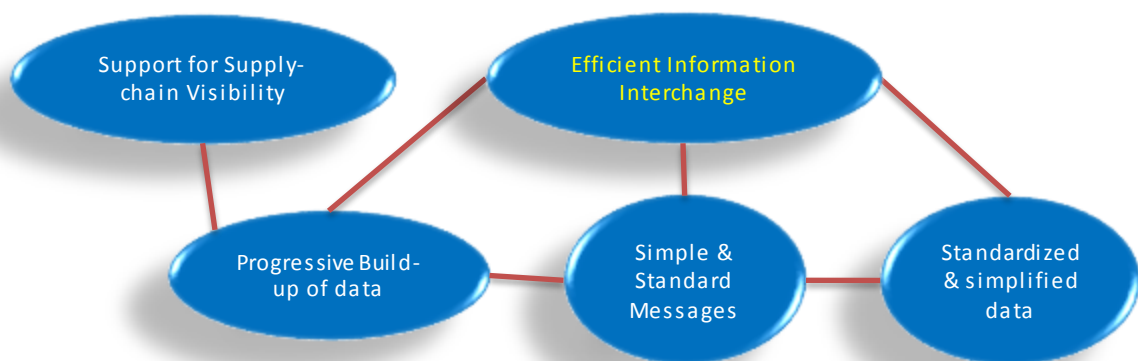 Support for Supply-
chain Visibility
Efficient Information
Interchange
Progressive Build-
up of data
Simple &
Standard
Messages
Standardized
& simplified
data